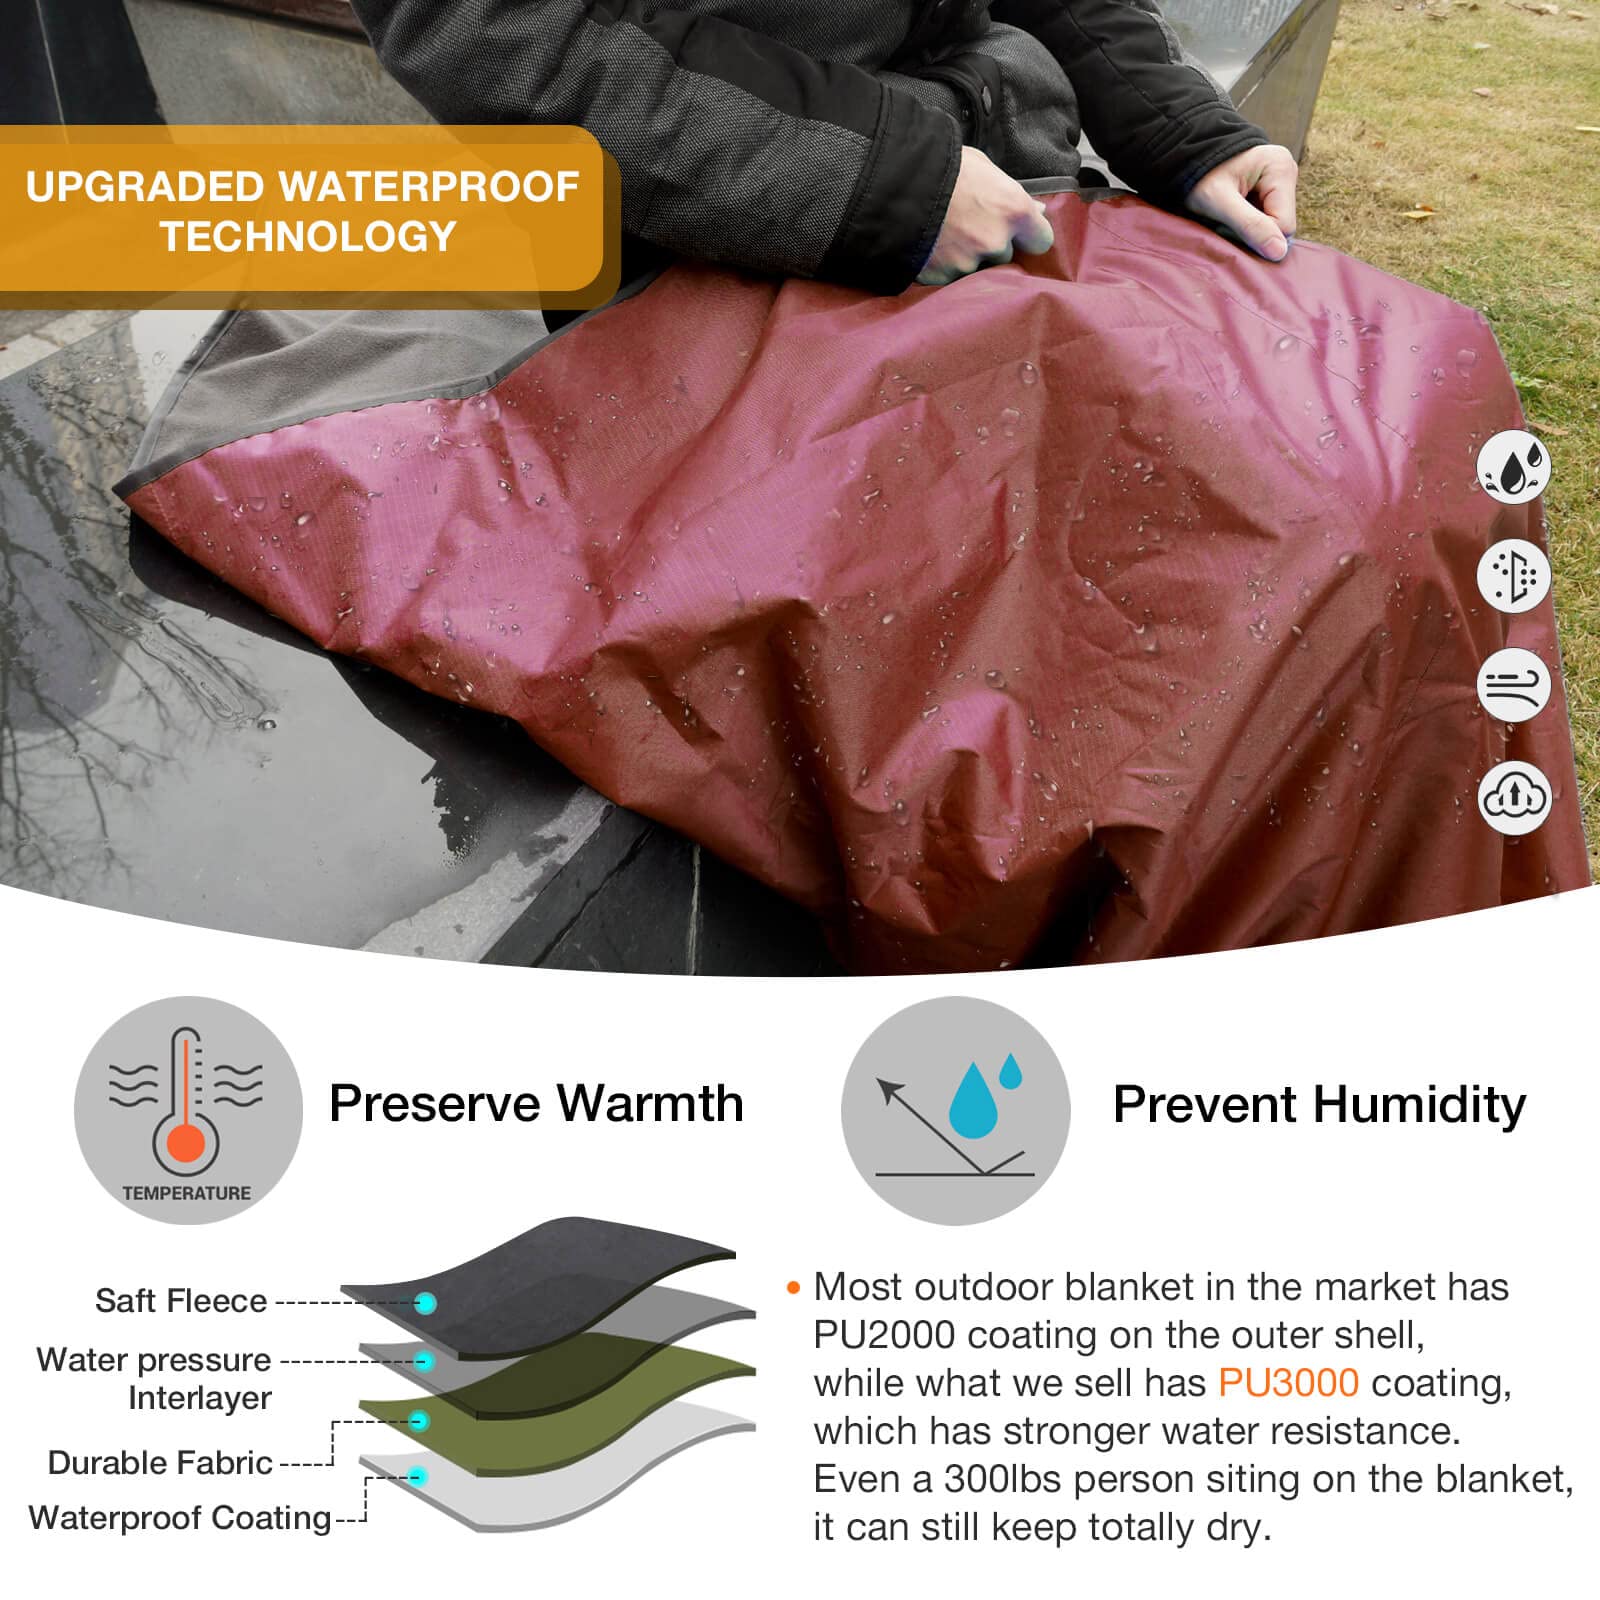 UPGRADED WATERPROOF
TECHNOLOGY
TEMPERATURE
Preserve Warmth
Prevent Humidity
Saft Fleece
Water pressure
Interlayer
Durable Fabric
Waterproof Coating
• Most outdoor blanket in the market has
PU2000 coating on the outer shell,
while what we sell has PU3000 coating,
which has stronger water resistance.
Even a 300lbs person siting on the blanket,
it can still keep totally dry.